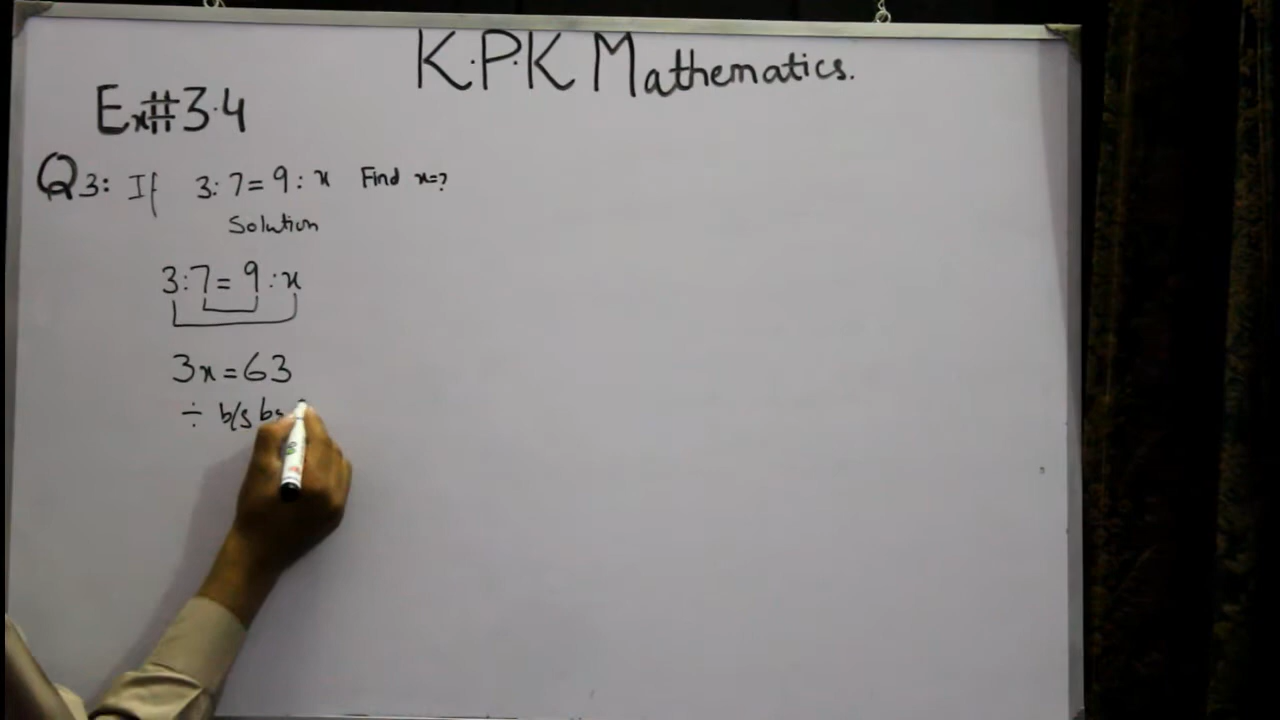 K.P.K Mathematics.
Ex#3.4
Q3: If 3:7=9:x Find x=?
Solution
3:7=9:x
3x=63
÷ b/s